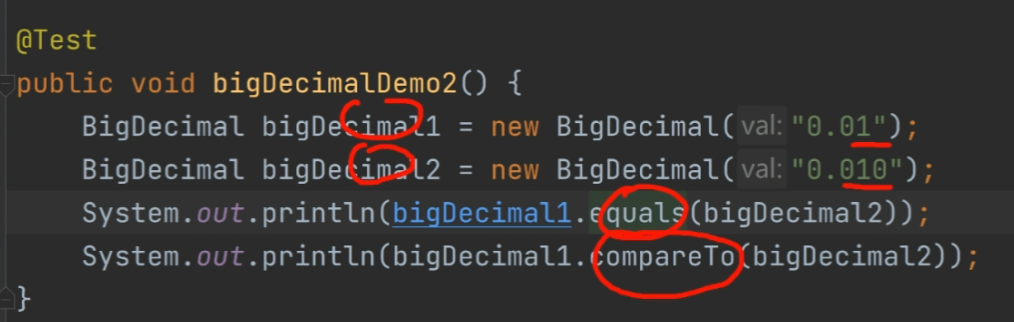 @Test
public void bigDecimalDemo2() {
BigDecimal bigDecimal1 = new BigDecimal( val: "0.01");
BigDecimal bigDecimal2 = new BigDecimal( val: "0.010");
System.out.println(bigDecimal1.equals(bigDecimal2));
System.out.println(bigDecimal1.compareTo(bigDecimal2));
}